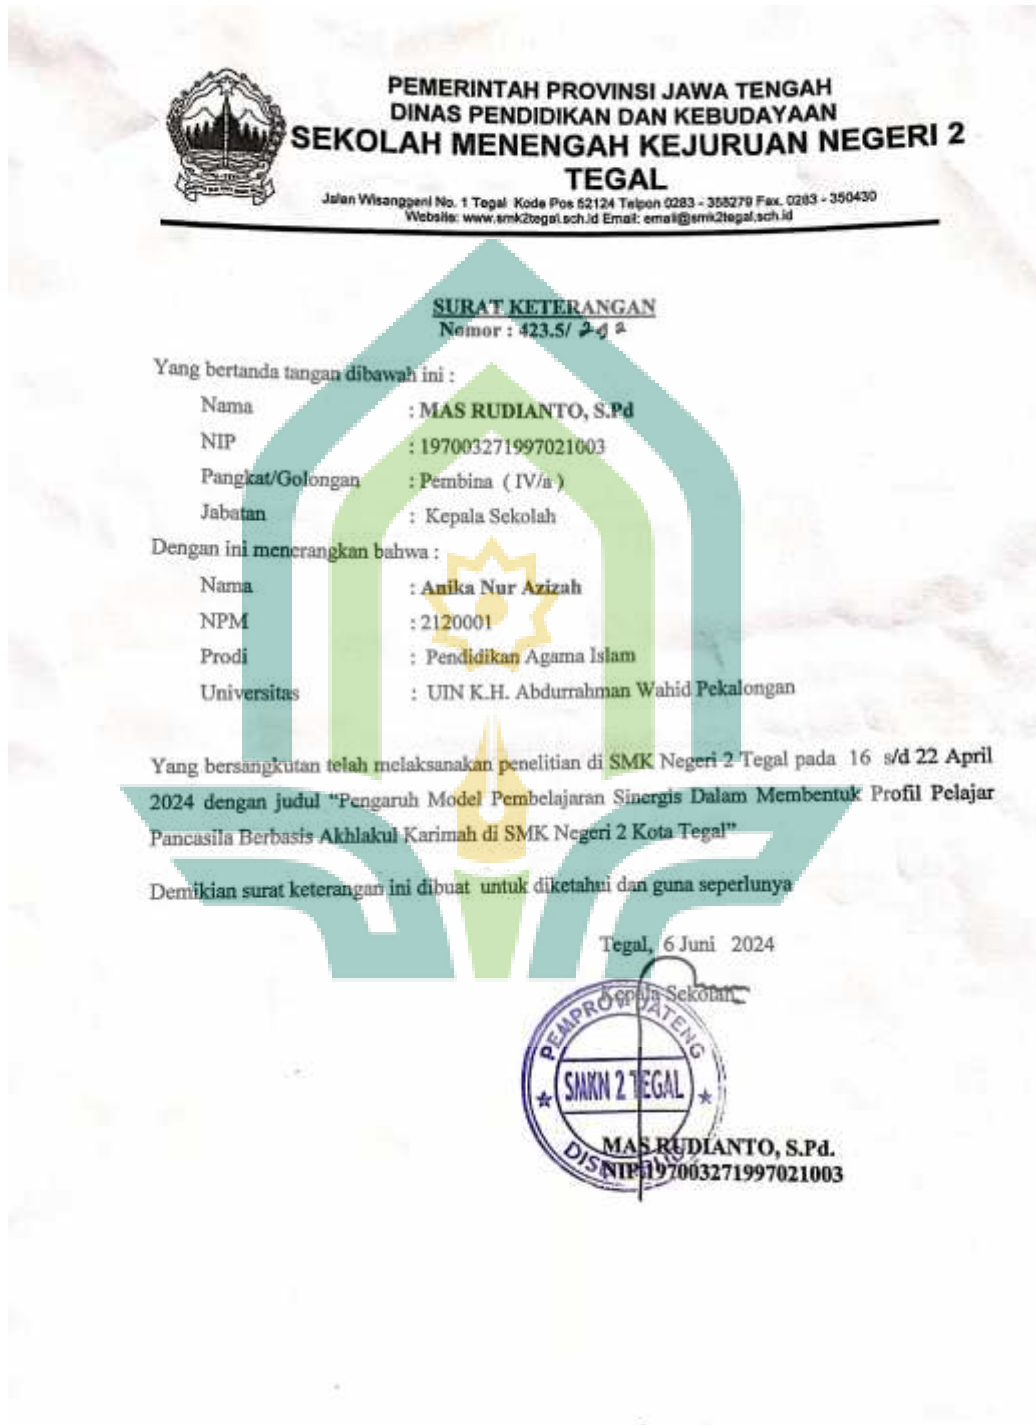 PEMERINTAH PROVINSI JAWA TENGAH
DINAS PENDIDIKAN DAN KEBUDAYAAN
SEKOLAH MENENGAH KEJURUAN NEGERI 2
TEGAL
Jalan Wisanggeni No. 1 Tegal Kode Pos 52124 Telpon 0283 - 358279 Fax. 0283 - 350430
Website: www.smk2tegal.sch.id Email: email@smk2tegal.sch.id
SURAT KETERANGAN
Nomor : 423.5/
Yang bertanda tangan dibawah ini :
Nama : MAS RUDIANTO, S.Pd
NIP : 197003271997021003
Pangkat/Golongan : Pembina ( IV/a )
Jabatan : Kepala Sekolah
Dengan ini menerangkan bahwa :
Nama : Anika Nur Azizah
NPM : 2120001
Prodi : Pendidikan Agama Islam
Universitas : UIN K.H. Abdurrahman Wahid Pekalongan
Yang bersangkutan telah melaksanakan penelitian di SMK Negeri 2 Tegal pada 16 s/d 22 April
2024 dengan judul “Pengaruh Model Pembelajaran Sinergis Dalam Membentuk Profil Pelajar
Pancasila Berbasis Akhlakul Karimah di SMK Negeri 2 Kota Tegal”
Demikian surat keterangan ini dibuat untuk diketahui dan guna seperlunya
Tegal, 6 Juni 2024
Kepala Sekolah,
PEMPROV JATENG
SMKN 2 TEGAL
MAS RUDIANTO, S.Pd.
NIP.197003271997021003